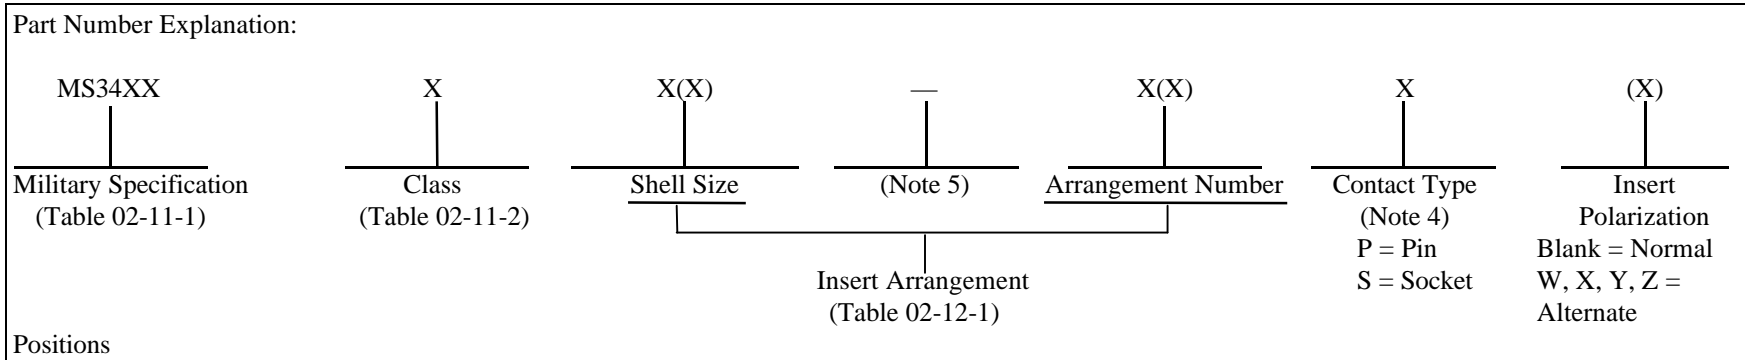 Part Number Explanation:
MS34XX X X(X) — X(X) X (X)
Military Specification Class Shell Size (Note 5) Arrangement Number Contact Type Insert
(Table 02-11-1) (Table 02-11-2) (Note 4) Polarization
P = Pin Blank = Normal
Insert Arrangement S = Socket W, X, Y, Z =
(Table 02-12-1) Alternate
Positions